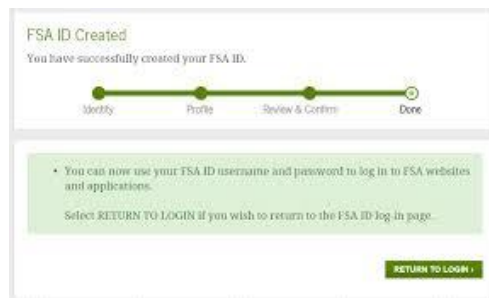 FSA ID Created
You have successfully created your FSA ID.
Identity Profile Review & Confirm Done
• You can now use your FSA ID username and password to log in to FSA websites
and applications.
Select RETURN TO LOGIN if you wish to return to the FSA ID log-in page.
RETURN TO LOGIN ›